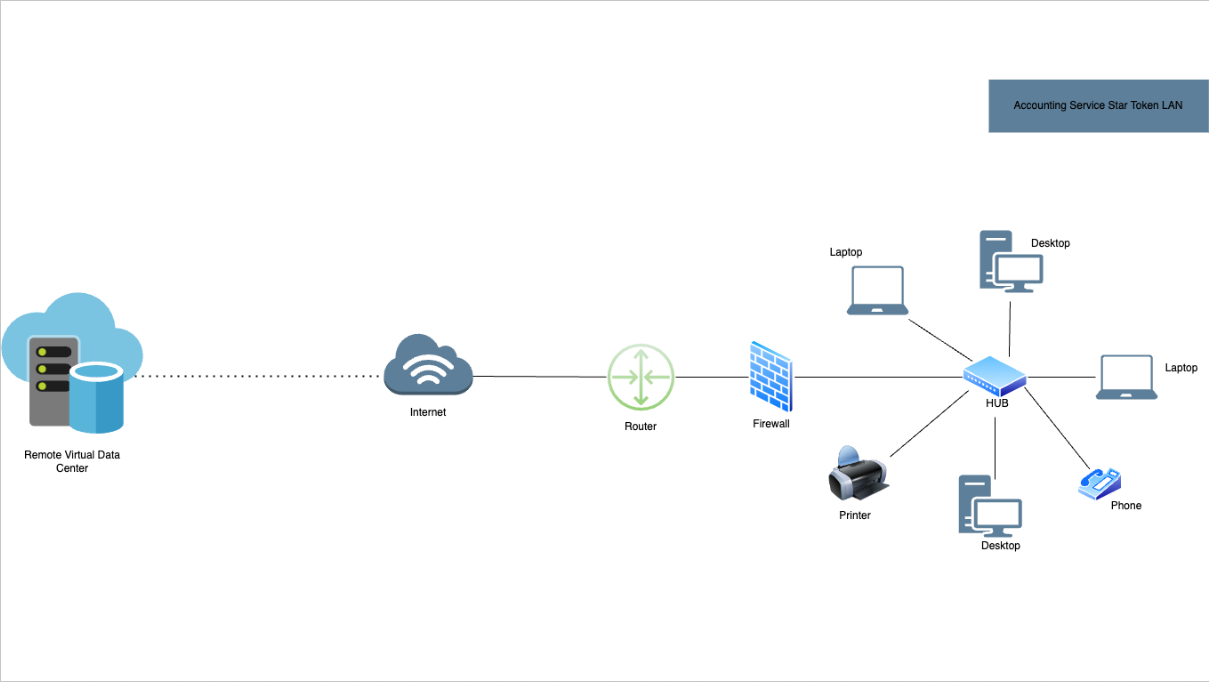 Accounting Service Star Token LAN
Desktop
Laptop
Laptop
HUB
Internet
Router
Firewall
Remote Virtual Data
Center
Printer
Phone
Desktop